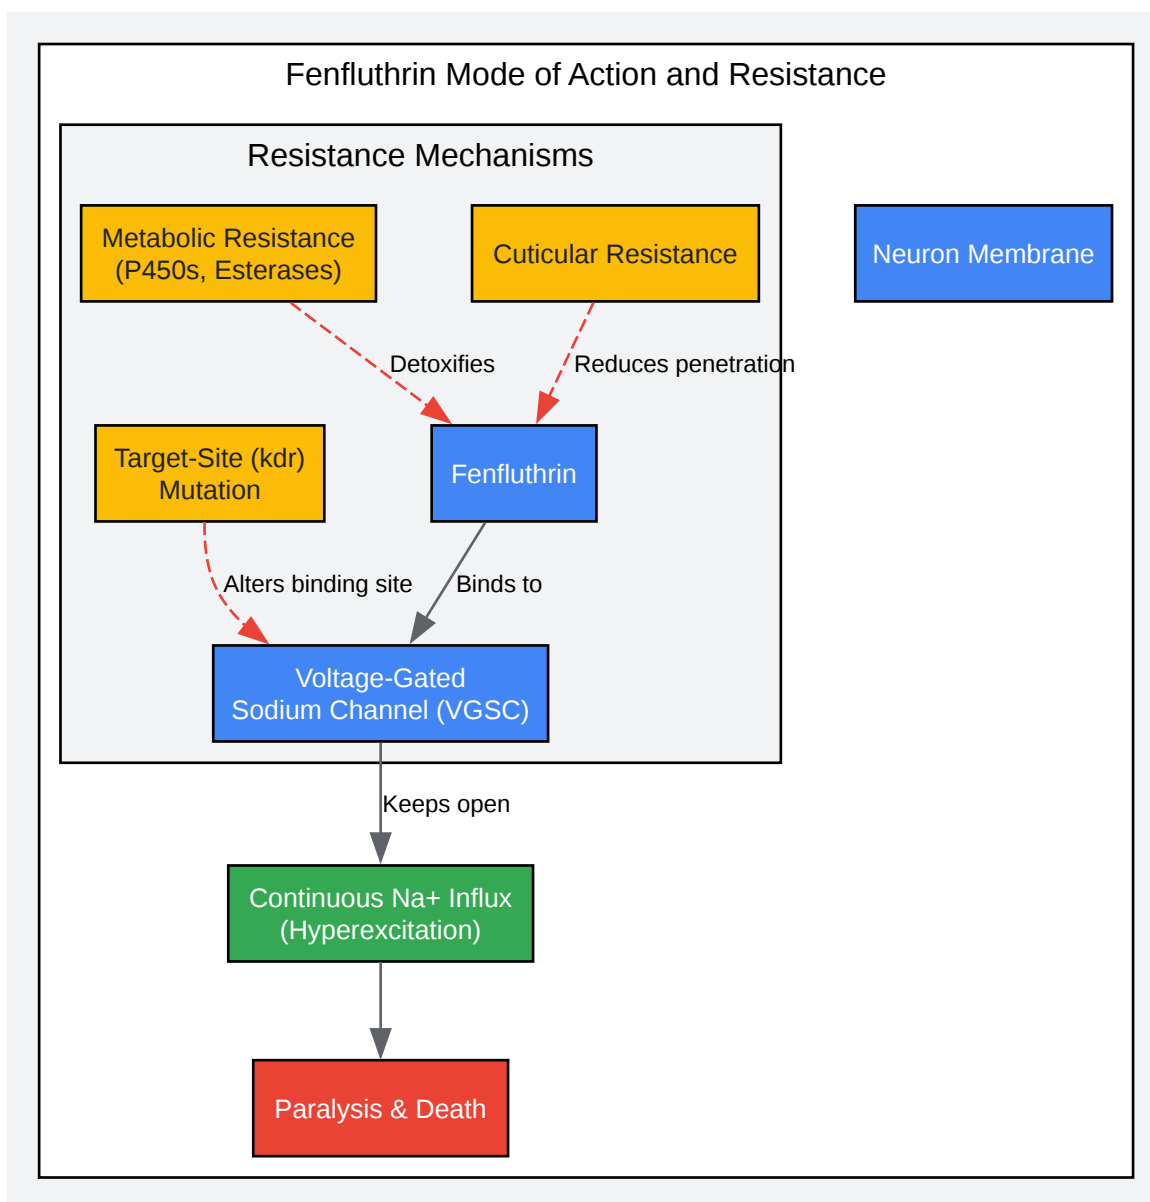 Fenfluthrin Mode of Action and Resistance
Resistance Mechanisms
Metabolic Resistance
(P450s, Esterases)
Cuticular Resistance
Neuron Membrane
Detoxifies
Reduces penetration
Target-Site (kdr)
Mutation
Fenfluthrin
Alters binding site
Binds to
Voltage-Gated
Sodium Channel (VGSC)
Keeps open
Continuous Na+ Influx
(Hyperexcitation)
Paralysis & Death